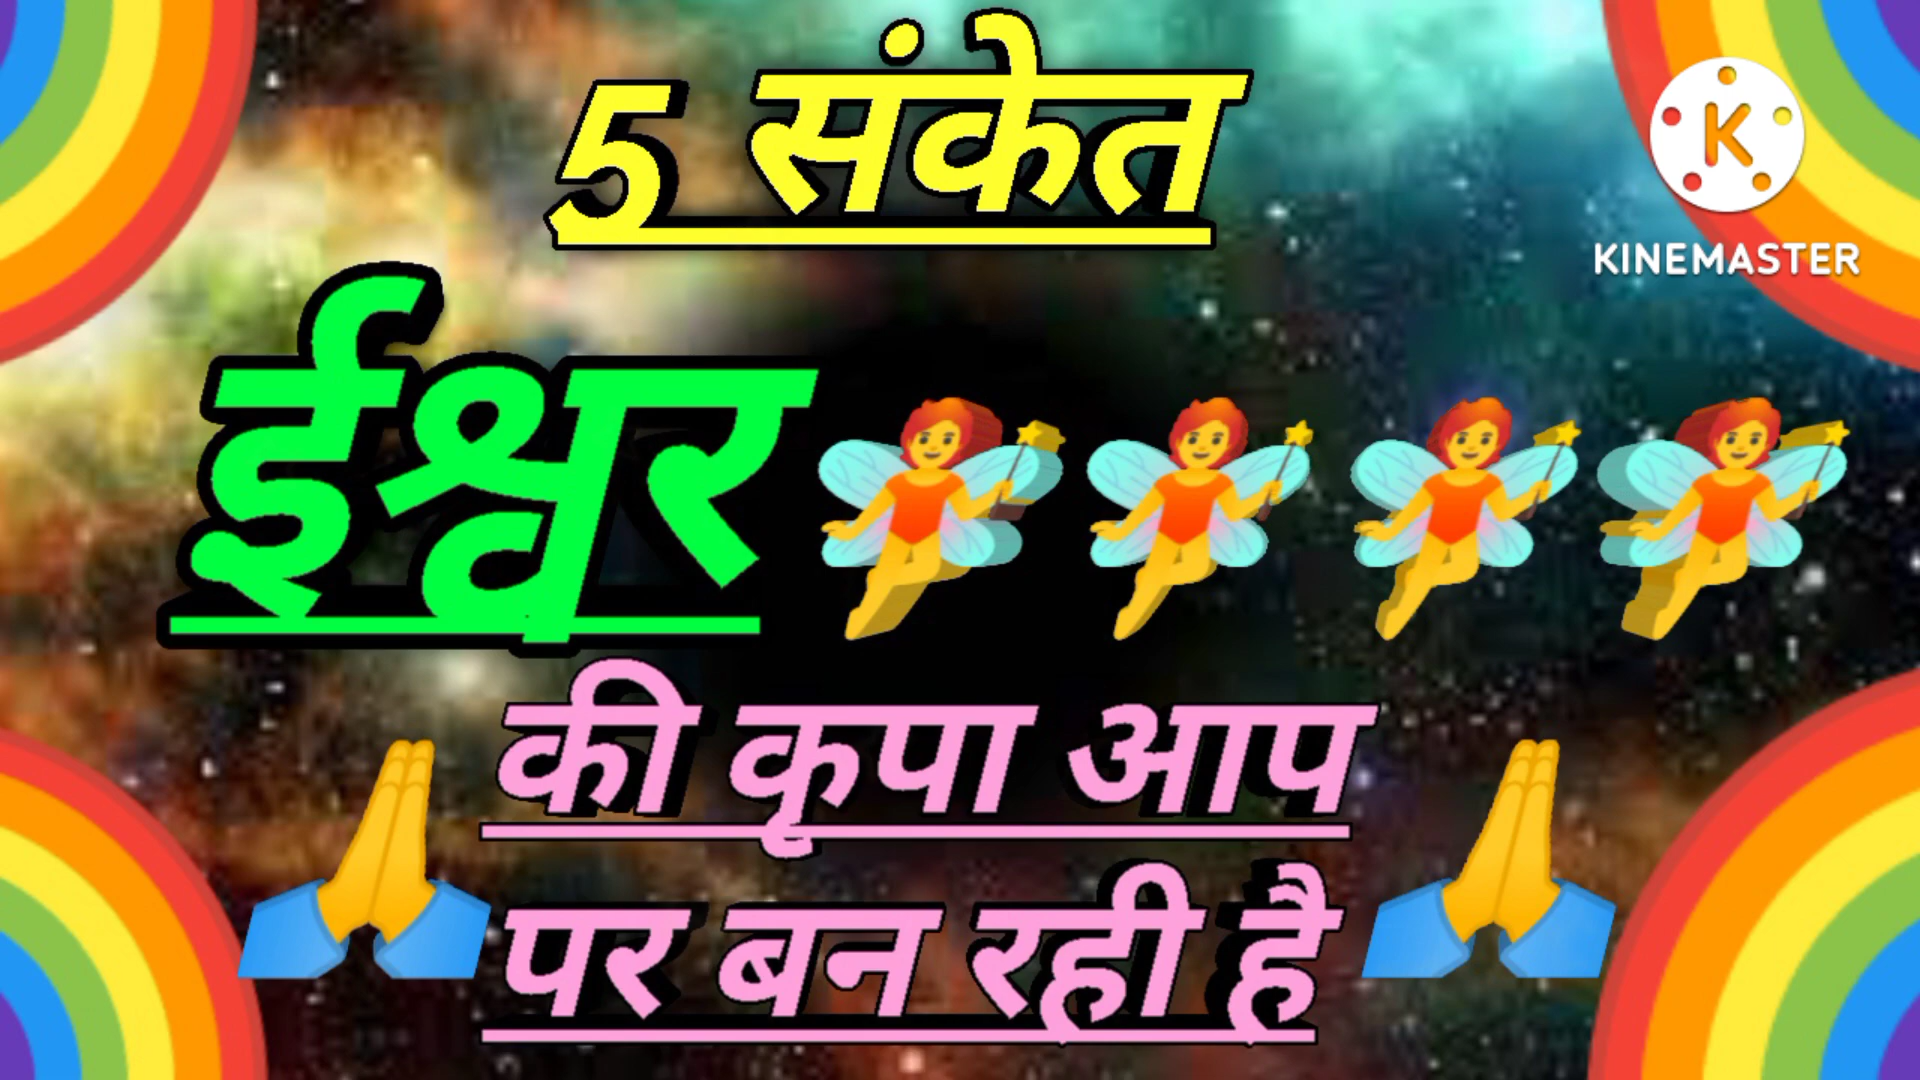 5 संकेत
K
KINEMASTER
ईश्वर
की कृपा आप
पर बन रही है